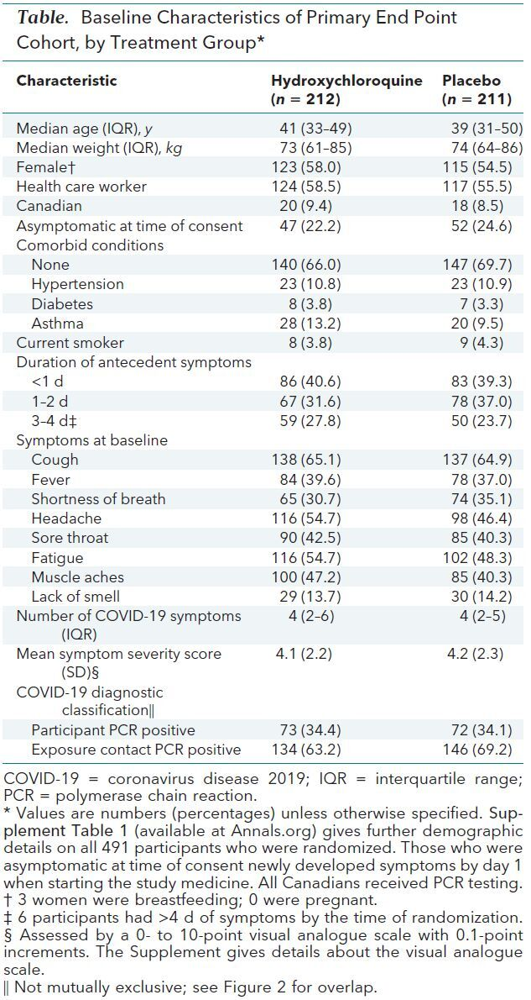 Table. Baseline Characteristics of Primary End Point
Cohort, by Treatment Group*
Characteristic Hydroxychloroquine Placebo
(n = 212) (n = 211)
Median age (IQR), y 41 (33–49) 39 (31–50)
Median weight (IQR), kg 73 (61–85) 74 (64–86)
Female† 123 (58.0) 115 (54.5)
Health care worker 124 (58.5) 117 (55.5)
Canadian 20 (9.4) 18 (8.5)
Asymptomatic at time of consent 47 (22.2) 52 (24.6)
Comorbid conditions
None 140 (66.0) 147 (69.7)
Hypertension 23 (10.8) 23 (10.9)
Diabetes 8 (3.8) 7 (3.3)
Asthma 28 (13.2) 20 (9.5)
Current smoker 8 (3.8) 9 (4.3)
Duration of antecedent symptoms
<1 d 86 (40.6) 83 (39.3)
1–2 d 67 (31.6) 78 (37.0)
3–4 d‡ 59 (27.8) 50 (23.7)
Symptoms at baseline
Cough 138 (65.1) 137 (64.9)
Fever 84 (39.6) 78 (37.0)
Shortness of breath 65 (30.7) 74 (35.1)
Headache 116 (54.7) 98 (46.4)
Sore throat 90 (42.5) 85 (40.3)
Fatigue 116 (54.7) 102 (48.3)
Muscle aches 100 (47.2) 85 (40.3)
Lack of smell 29 (13.7) 30 (14.2)
Number of COVID-19 symptoms 4 (2–6) 4 (2–5)
(IQR)
Mean symptom severity score 4.1 (2.2) 4.2 (2.3)
(SD)§
COVID-19 diagnostic
classification‖
Participant PCR positive 73 (34.4) 72 (34.1)
Exposure contact PCR positive 134 (63.2) 146 (69.2)
COVID-19 = coronavirus disease 2019; IQR = interquartile range;
PCR = polymerase chain reaction.
* Values are numbers (percentages) unless otherwise specified. Sup-
plement Table 1 (available at Annals.org) gives further demographic
details on all 491 participants who were randomized. Those who were
asymptomatic at time of consent newly developed symptoms by day 1
when starting the study medicine. All Canadians received PCR testing.
† 3 women were breastfeeding; 0 were pregnant.
‡ 6 participants had >4 d of symptoms by the time of randomization.
§ Assessed by a 0- to 10-point visual analogue scale with 0.1-point
increments. The Supplement gives details about the visual analogue
scale.
‖ Not mutually exclusive; see Figure 2 for overlap.